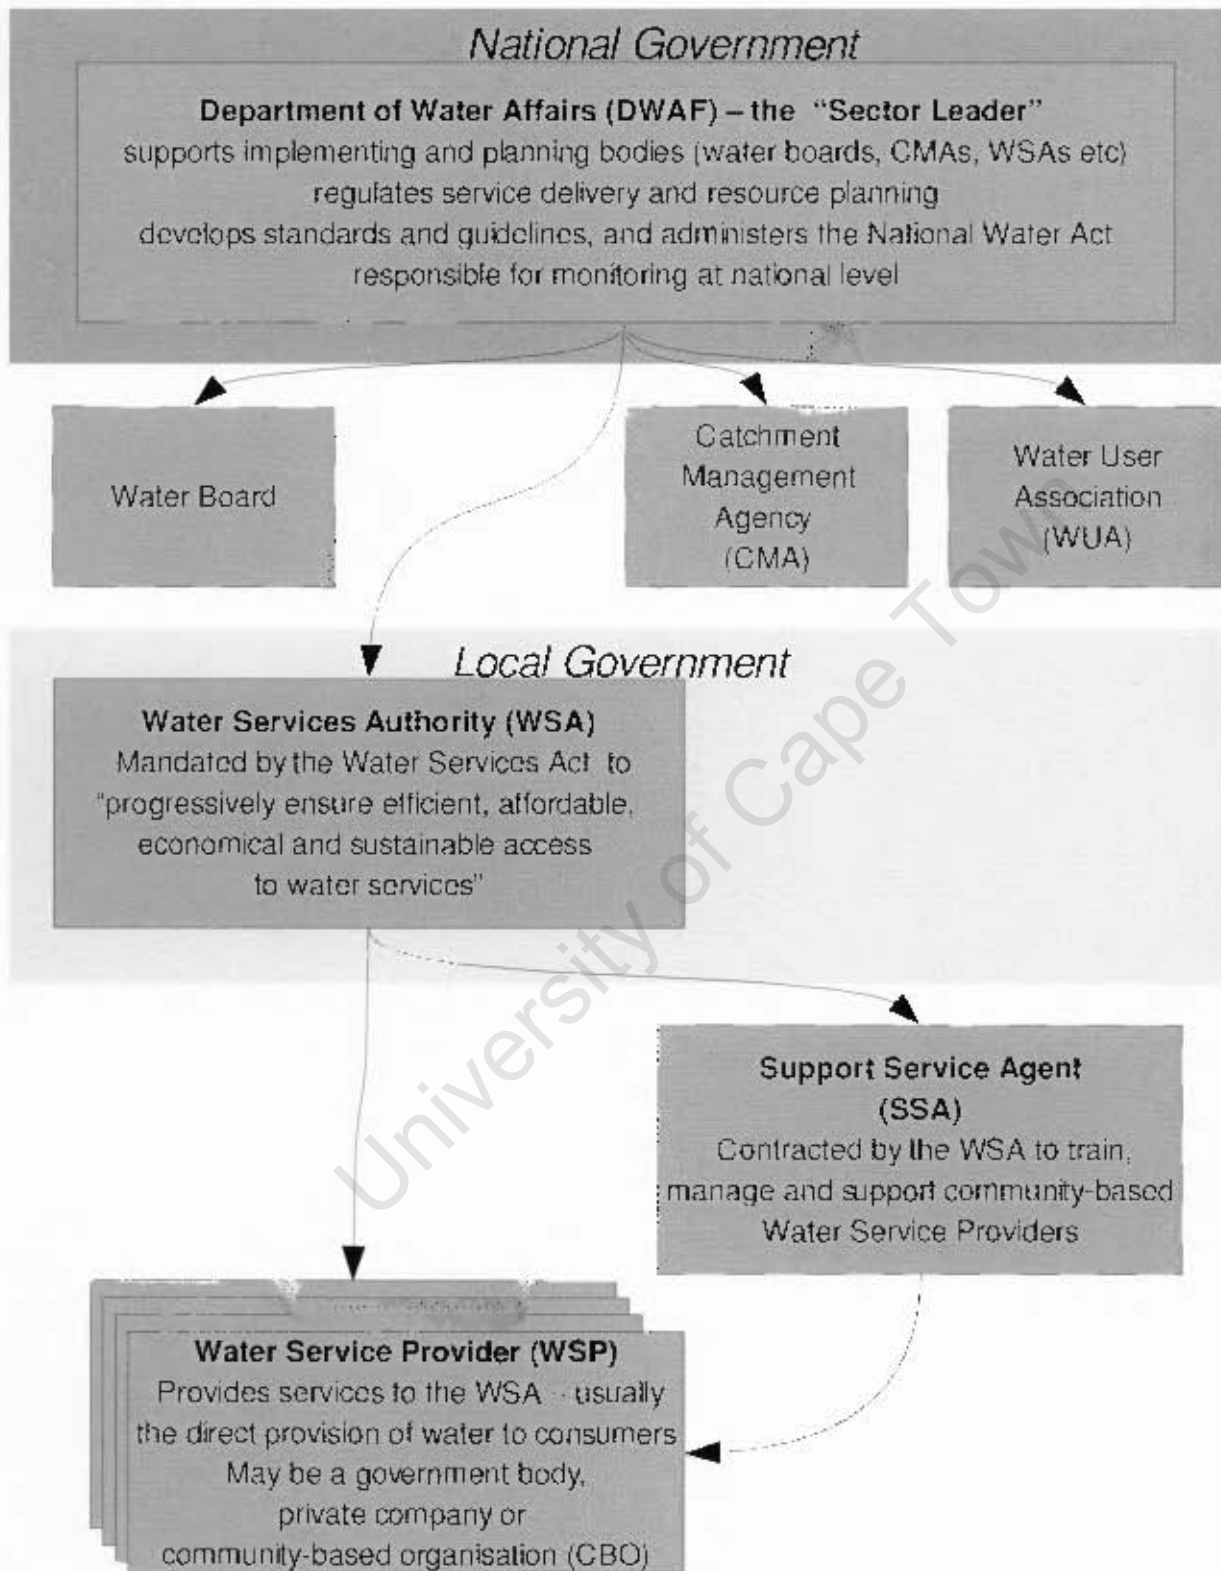 National Government
Department of Water Affairs (DWAF) – the "Sector Leader"
supports implementing and planning bodies (water boards, CMAs, WSAs etc)
regulates service delivery and resource planning
develops standards and guidelines, and administers the National Water Act
responsible for monitoring at national level
Water Board
Catchment
Management
Agency
(CMA)
Water User
Association
(WUA)
Local Government
Water Services Authority (WSA)
Mandated by the Water Services Act to
"progressively ensure efficient, affordable,
economical and sustainable access
to water services"
Support Service Agent
(SSA)
Contracted by the WSA to train,
manage and support community-based
Water Service Providers
Water Service Provider (WSP)
Provides services to the WSA - usually
the direct provision of water to consumers
May be a government body,
private company or
community-based organisation (CBO)
University of Cape Town